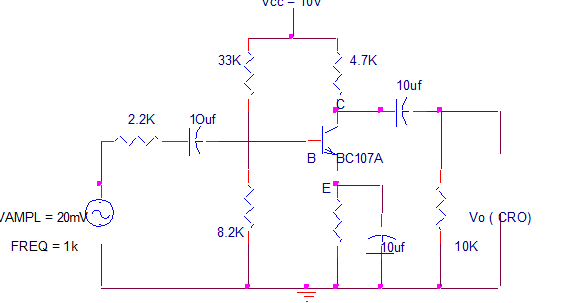 Vcc = 10V
33K
4.7K
10uf
C
2.2K
10uf
B
BC107A
E
VAMPL = 20mV
8.2K
Vo ( CRO)
FREQ = 1k
10uf
10K